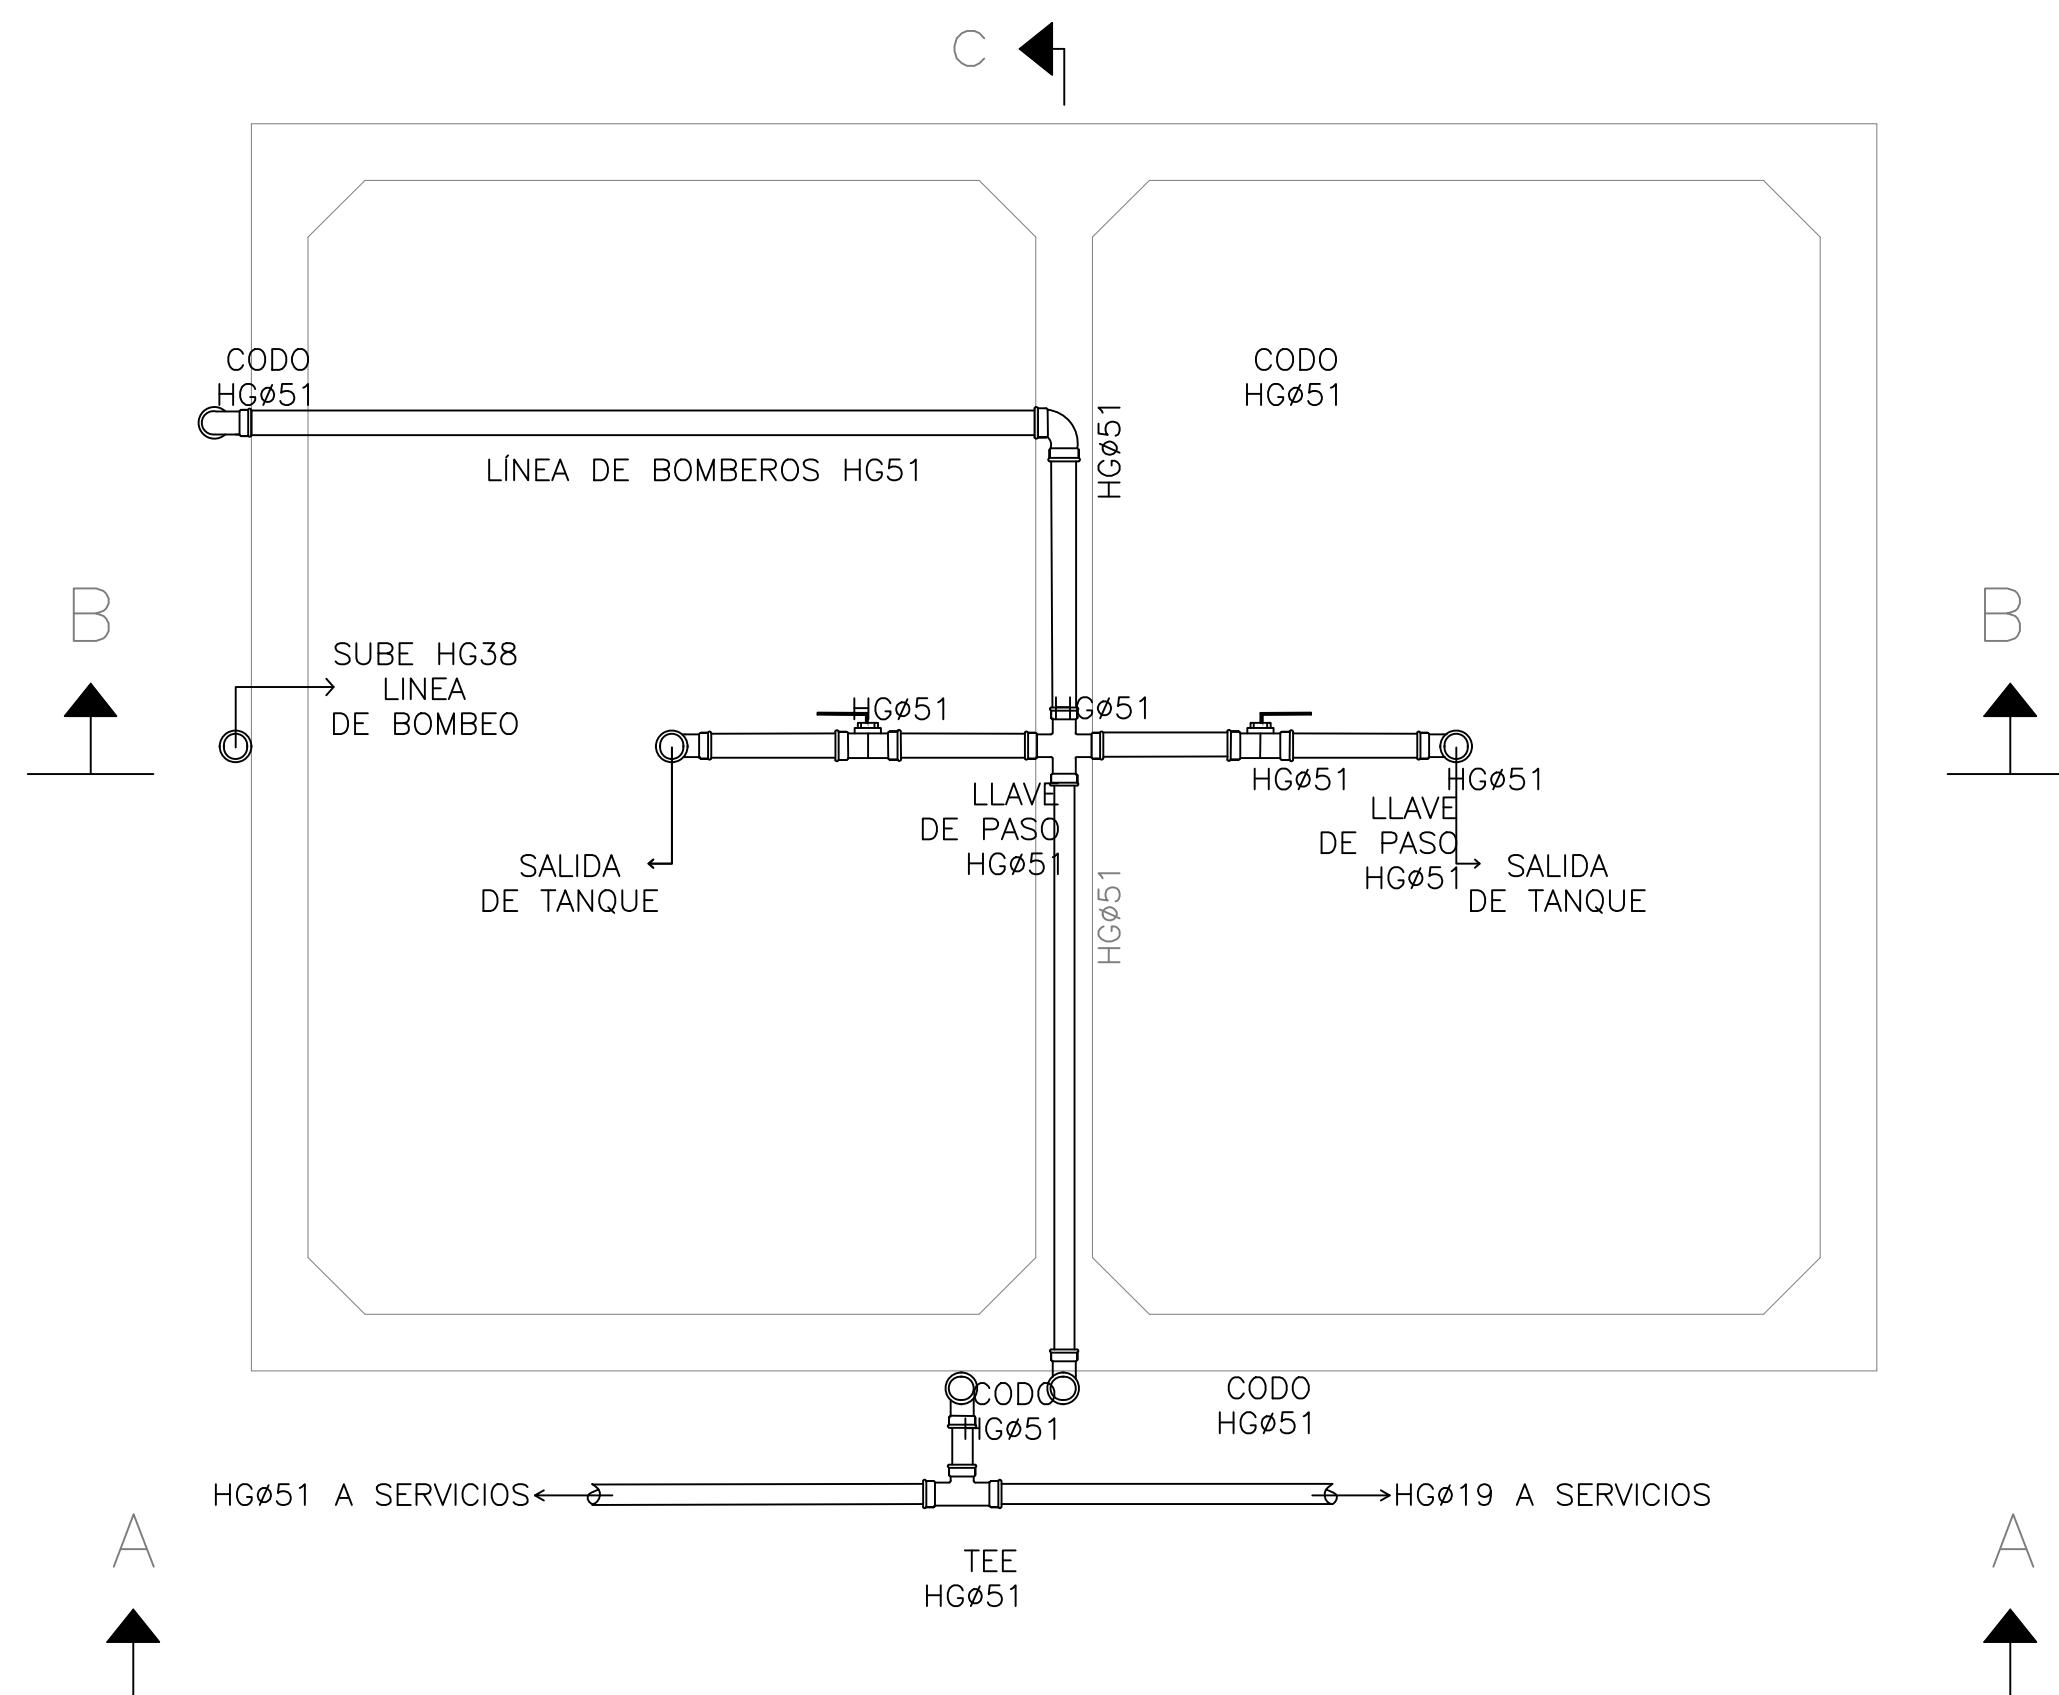 C
CODO
HGø51
CODO
HGø51
HGø51
LÍNEA DE BOMBEROS HG51
B
B
SUBE HG38
LINEA
DE BOMBEO
HGø51
HGø51
HGø51
HGø51
LLAVE
DE PASO
HGø51
LLAVE
DE PASO
HGø51
SALIDA
DE TANQUE
SALIDA
DE TANQUE
HGø51
CODO
HGø51
CODO
HGø51
HGø51 A SERVICIOS
HGø19 A SERVICIOS
A
A
TEE
HGø51